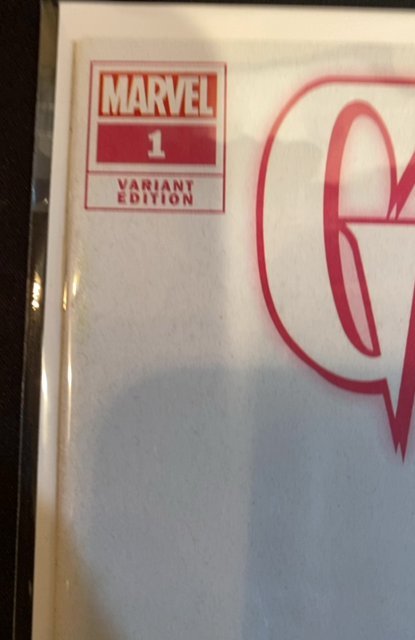 MARVEL
1
VARIANT
EDITION
G